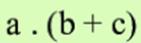 a . (b + c)